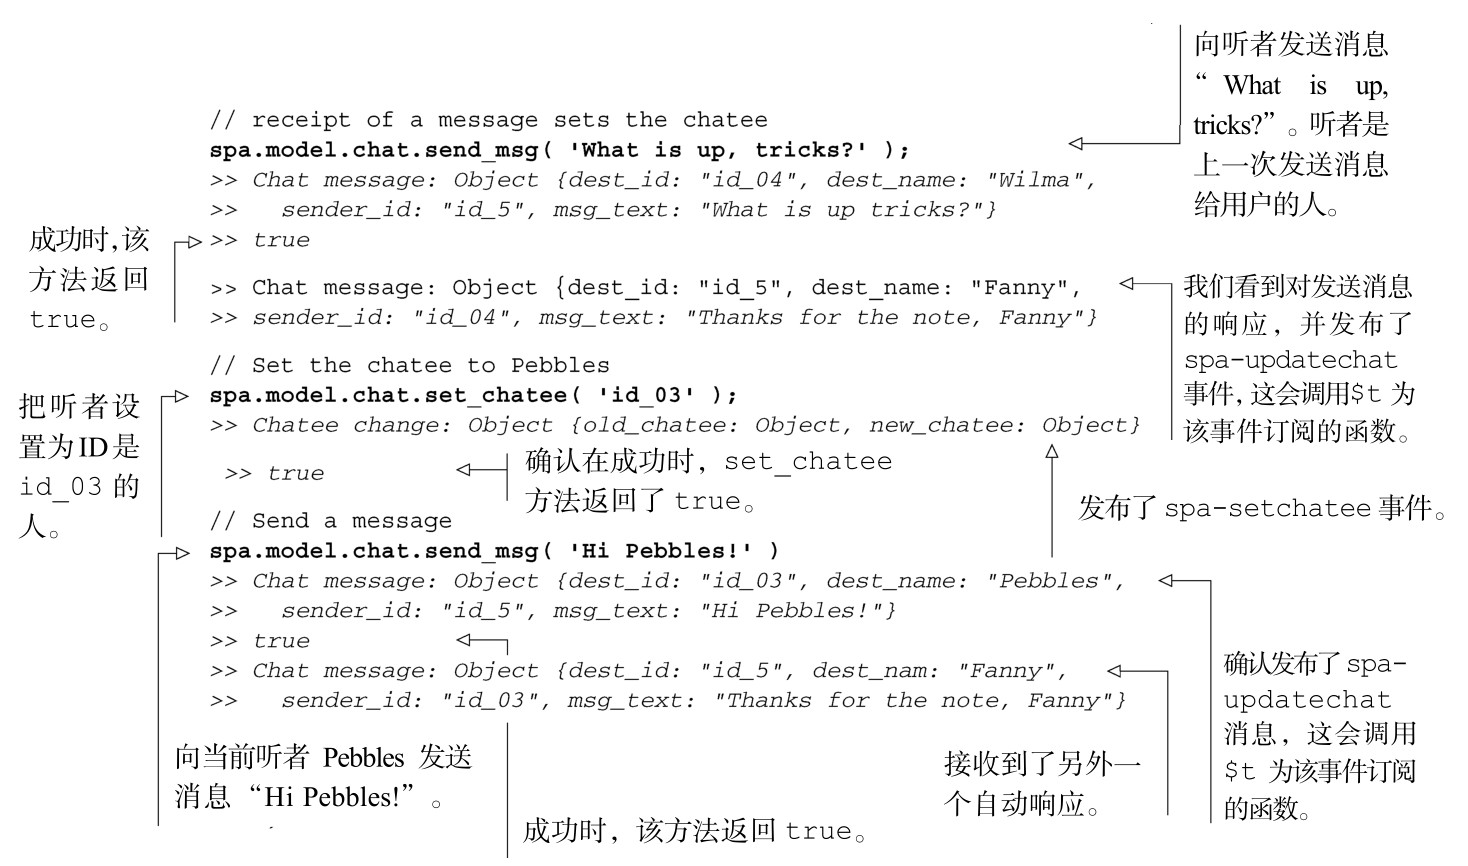 向听者发送消息
“ What is up,
tricks?”。听者是
上一次发送消息
给用户的人。
// receipt of a message sets the chatee
spa.model.chat.send_msg( 'What is up, tricks?' );
>> Chat message: Object {dest_id: "id_04", dest_name: "Wilma",
>>   sender_id: "id_5", msg_text: "What is up tricks?"}
>> true
成功时,该
方法返回
true。
>> Chat message: Object {dest_id: "id_5", dest_name: "Fanny",
>> sender_id: "id_04", msg_text: "Thanks for the note, Fanny"}
我们看到对发送消息
的响应，并发布了
spa-updatechat
事件,这会调用$t 为
该事件订阅的函数。
// Set the chatee to Pebbles
spa.model.chat.set_chatee( 'id_03' );
>> Chatee change: Object {old_chatee: Object, new_chatee: Object}
把听者设
置为ID是
id_03 的
人。
>> true
确认在成功时，set_chatee
方法返回了 true。
发布了 spa-setchatee 事件。
// Send a message
spa.model.chat.send_msg( 'Hi Pebbles!' )
>> Chat message: Object {dest_id: "id_03", dest_name: "Pebbles",
>>   sender_id: "id_5", msg_text: "Hi Pebbles!"}
>> true
>> Chat message: Object {dest_id: "id_5", dest_nam: "Fanny",
>>   sender_id: "id_03", msg_text: "Thanks for the note, Fanny"}
确认发布了 spa-
updatechat
消息，这会调用
$t 为该事件订阅
的函数。
向当前听者 Pebbles 发送
消息“Hi Pebbles!”。
接收到了另外一
个自动响应。
成功时，该方法返回 true。